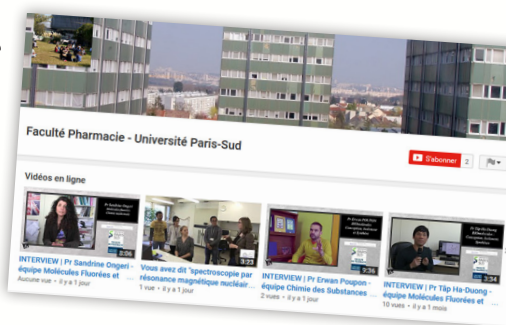 Faculté Pharmacie - Université Paris-Sud
S'abonner 2
Vidéos en ligne
3:06
3:23
9:36
3:34
INTERVIEW | Pr Sandrine Ongeri -
équipe Molécules Fluorées et ...
Aucune vue • il y a 1 jour
Vous avez dit "spectroscopie par
résonance magnétique nucléair...
1 vue • il y a 1 jour
INTERVIEW | Pr Erwan Poupon -
équipe Chimie des Substances ...
2 vues • il y a 1 jour
INTERVIEW | Pr Tâp Ha-Duong -
équipe Molécules Fluorées et
10 vues • il y a 1 mois